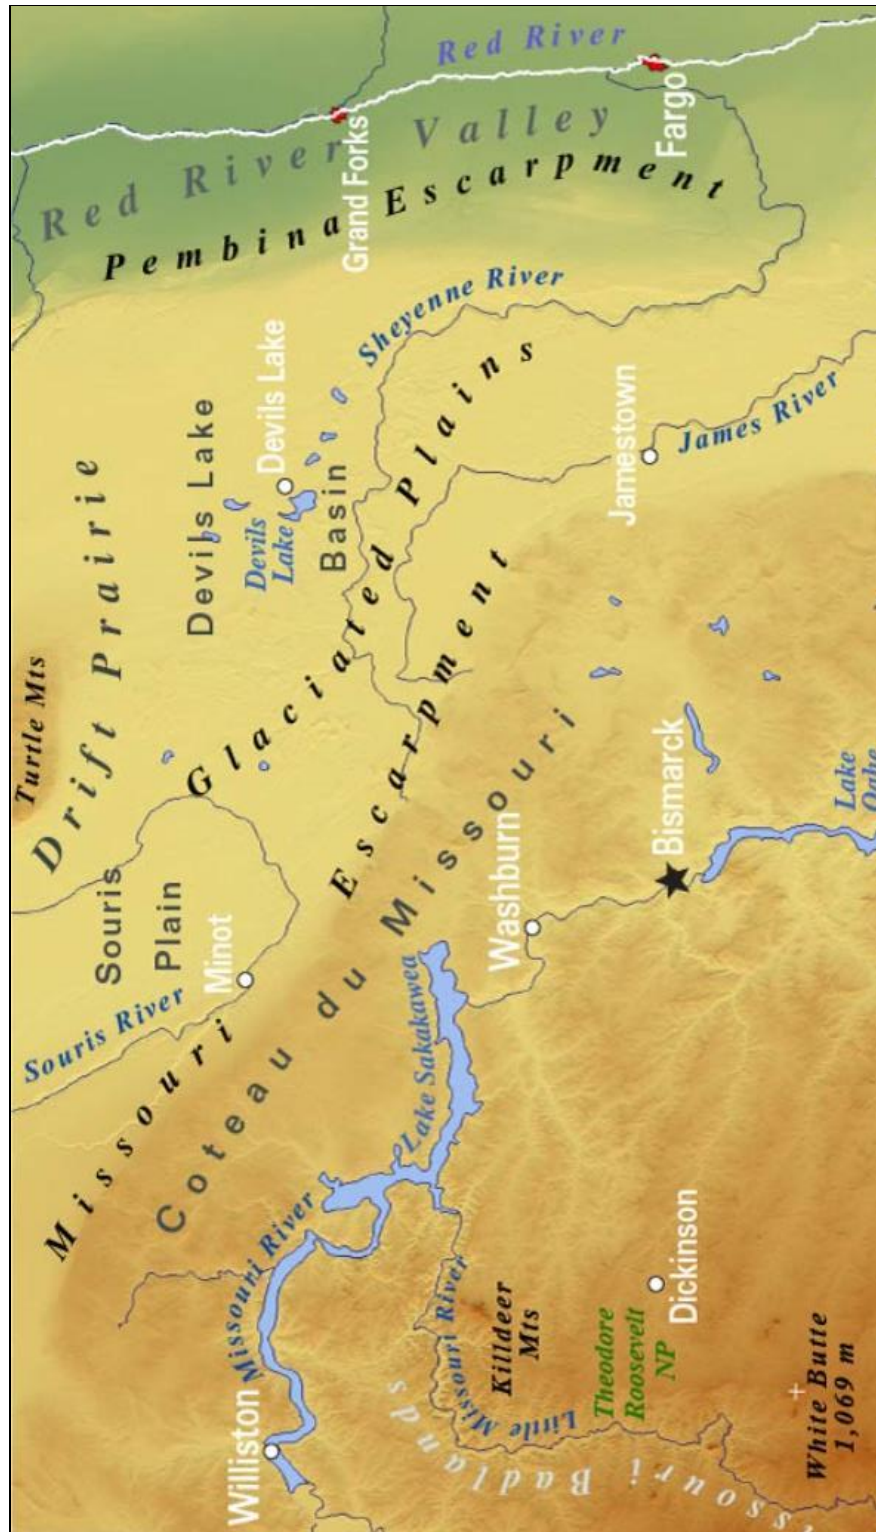 Turtle Mts
Drift Prairie
Souris
Plain
Souris River
Minot
Devils Lake
Basin
Devils Lake
Devils
Lake
Red River
Red River Valley
Pembina Escarpment
Grand Forks
Fargo
Sheyenne River
Glaciated Plains
Missouri Escarpment
Coteau du Missouri
Jamestown
James River
Washburn
Bismarck
Lake
Lake Sakakawea
Missouri River
Williston
Little Missouri River
Killdeer
Mts
Theodore
Roosevelt
NP
Dickinson
ssouri Badlands
White Butte
1,069 m